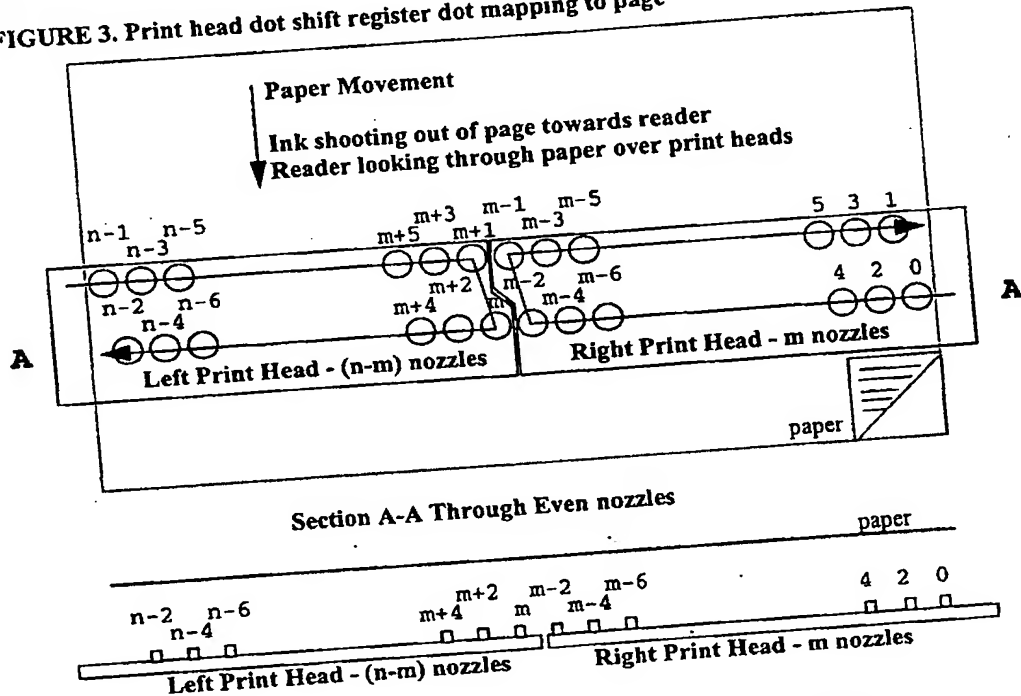 FIGURE 3. Print head dot shift register dot mapping to page
Paper Movement
Ink shooting out of page towards reader
Reader looking through paper over print heads
n-1 n-3 n-5 m+5 m+3 m+1 m-1 m-3 m-5 5 3 1
n-2 n-4 n-6 m+4 m+2 m m-2 m-4 m-6 4 2 0
A A
Left Print Head - (n-m) nozzles Right Print Head - m nozzles
paper
Section A-A Through Even nozzles
paper
n-2 n-4 n-6 m+4 m+2 m m-2 m-4 m-6 4 2 0
Left Print Head - (n-m) nozzles Right Print Head - m nozzles